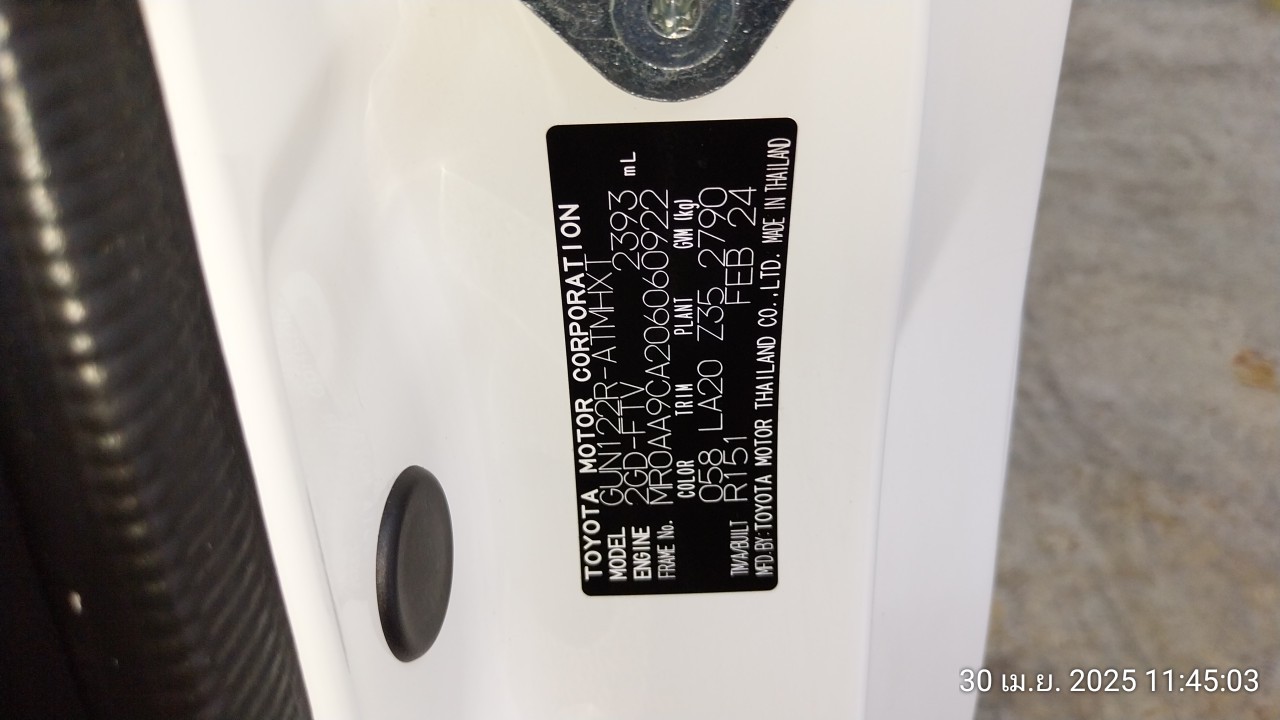 TOYOTA MOTOR CORPORATION
MODEL GUN122R-ATMHXT
ENGINE 2GD-FTV 2393 mL
FRAME No. MR0AA9CA206060922
COLOR TRIM PLANT GVM (kg)
058 LA20 Z35 2790
TM/A/BUILT R151 FEB 24
MFD.BY:TOYOTA MOTOR THAILAND CO.,LTD. MADE IN THAILAND
30 เม.ย. 2025 11:45:03